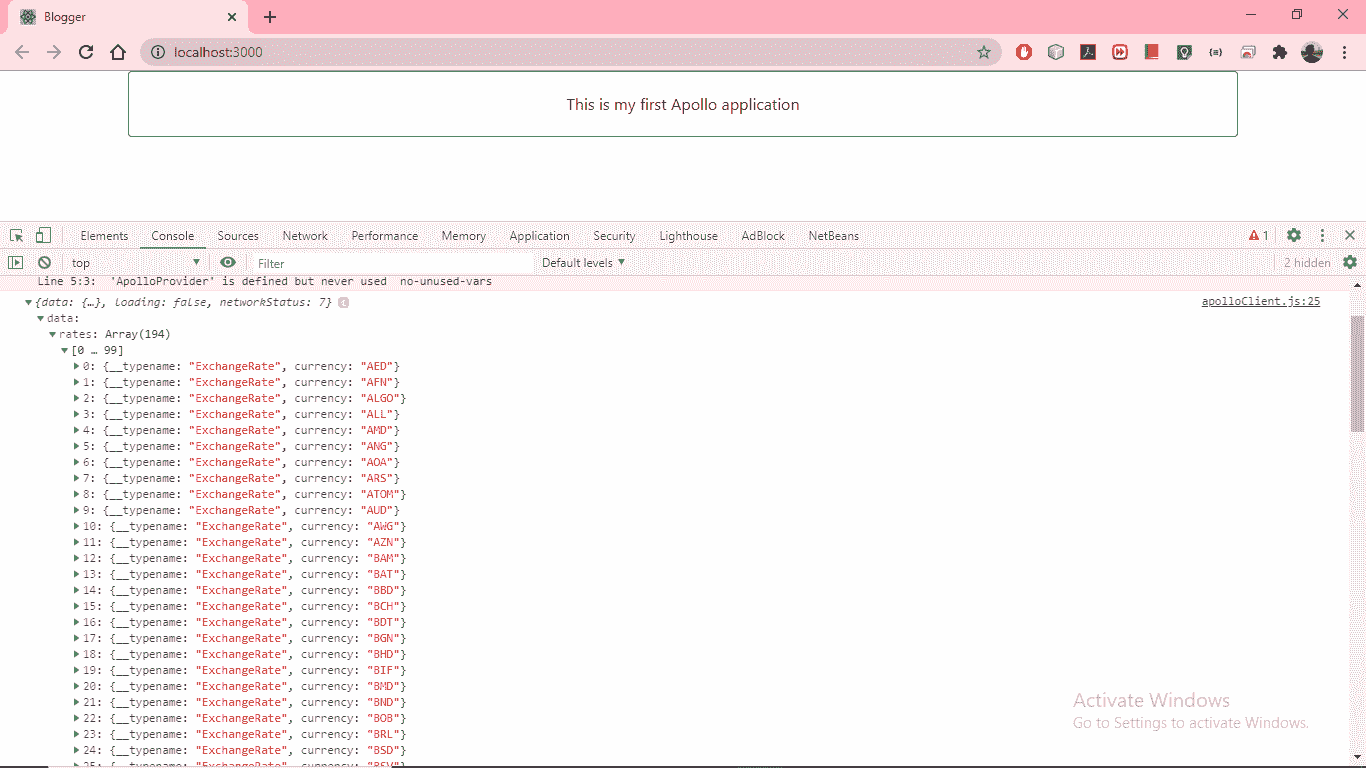 Blogger
localhost:3000
This is my first Apollo application
Elements Console Sources Network Performance Memory Application Security Lighthouse AdBlock NetBeans 1
top Filter Default levels 2 hidden
Line 5:3: 'ApolloProvider' is defined but never used no-unused-vars
{data: {…}, loading: false, networkStatus: 7} apolloClient.js:25
data:
rates: Array(194)
[0 … 99]
0: {__typename: "ExchangeRate", currency: "AED"}
1: {__typename: "ExchangeRate", currency: "AFN"}
2: {__typename: "ExchangeRate", currency: "ALGO"}
3: {__typename: "ExchangeRate", currency: "ALL"}
4: {__typename: "ExchangeRate", currency: "AMD"}
5: {__typename: "ExchangeRate", currency: "ANG"}
6: {__typename: "ExchangeRate", currency: "AOA"}
7: {__typename: "ExchangeRate", currency: "ARS"}
8: {__typename: "ExchangeRate", currency: "ATOM"}
9: {__typename: "ExchangeRate", currency: "AUD"}
10: {__typename: "ExchangeRate", currency: "AWG"}
11: {__typename: "ExchangeRate", currency: "AZN"}
12: {__typename: "ExchangeRate", currency: "BAM"}
13: {__typename: "ExchangeRate", currency: "BAT"}
14: {__typename: "ExchangeRate", currency: "BBD"}
15: {__typename: "ExchangeRate", currency: "BCH"}
16: {__typename: "ExchangeRate", currency: "BDT"}
17: {__typename: "ExchangeRate", currency: "BGN"}
18: {__typename: "ExchangeRate", currency: "BHD"}
19: {__typename: "ExchangeRate", currency: "BIF"}
20: {__typename: "ExchangeRate", currency: "BMD"}
21: {__typename: "ExchangeRate", currency: "BND"}
22: {__typename: "ExchangeRate", currency: "BOB"}
23: {__typename: "ExchangeRate", currency: "BRL"}
24: {__typename: "ExchangeRate", currency: "BSD"}
Activate Windows
Go to Settings to activate Windows.